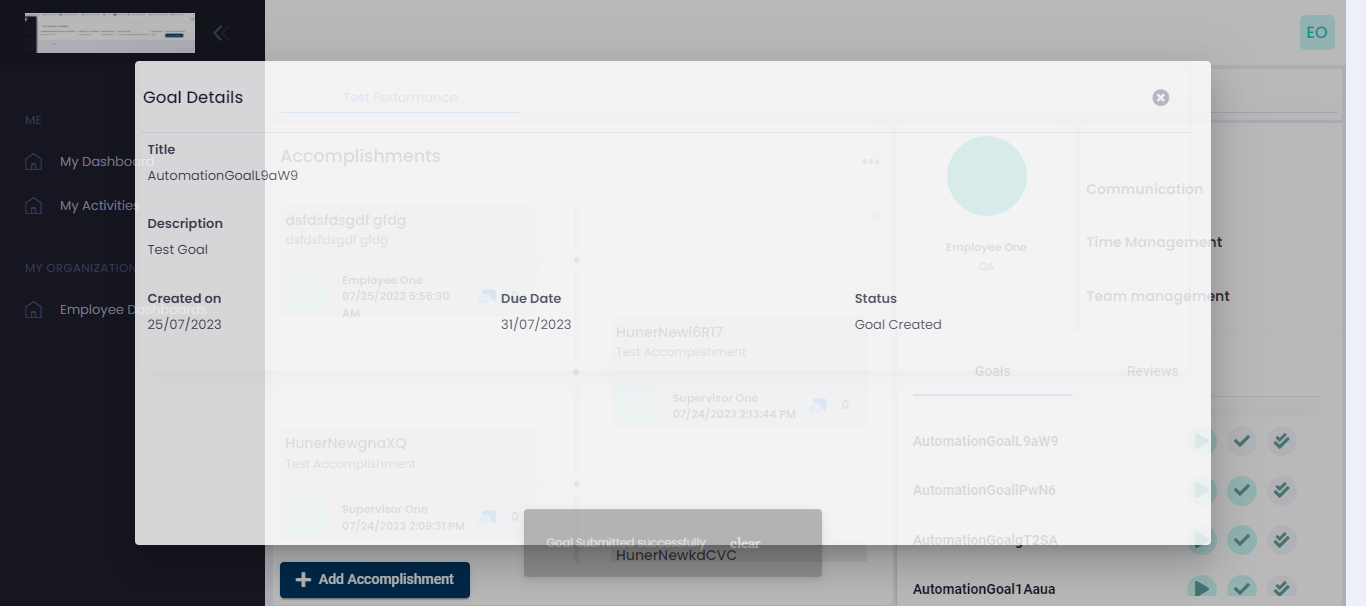 EO
Goal Details
Test Performance
ME
My Dashboard
My Activities
MY ORGANIZATION
Employee Dashboards
Title
AutomationGoalL9aW9
Description
Test Goal
Created on
25/07/2023
Due Date
31/07/2023
Status
Goal Created
Accomplishments
dsfdsfdsgdf gfdg
dsfdsfdsgdf gfdg
Employee One
07/25/2023 5:56:30
AM
HunerNewi6R17
Test Accomplishment
Supervisor One
07/24/2023 2:13:44 PM
0
HunerNewgnaXQ
Test Accomplishment
Supervisor One
07/24/2023 2:09:31 PM
0
HunerNewkdCVC
Add Accomplishment
Goal Submitted successfully
clear
Employee One
QA
Communication
Time Management
Team management
Goals
Reviews
AutomationGoalL9aW9
AutomationGoalgT2SA
AutomationGoal1Aaua